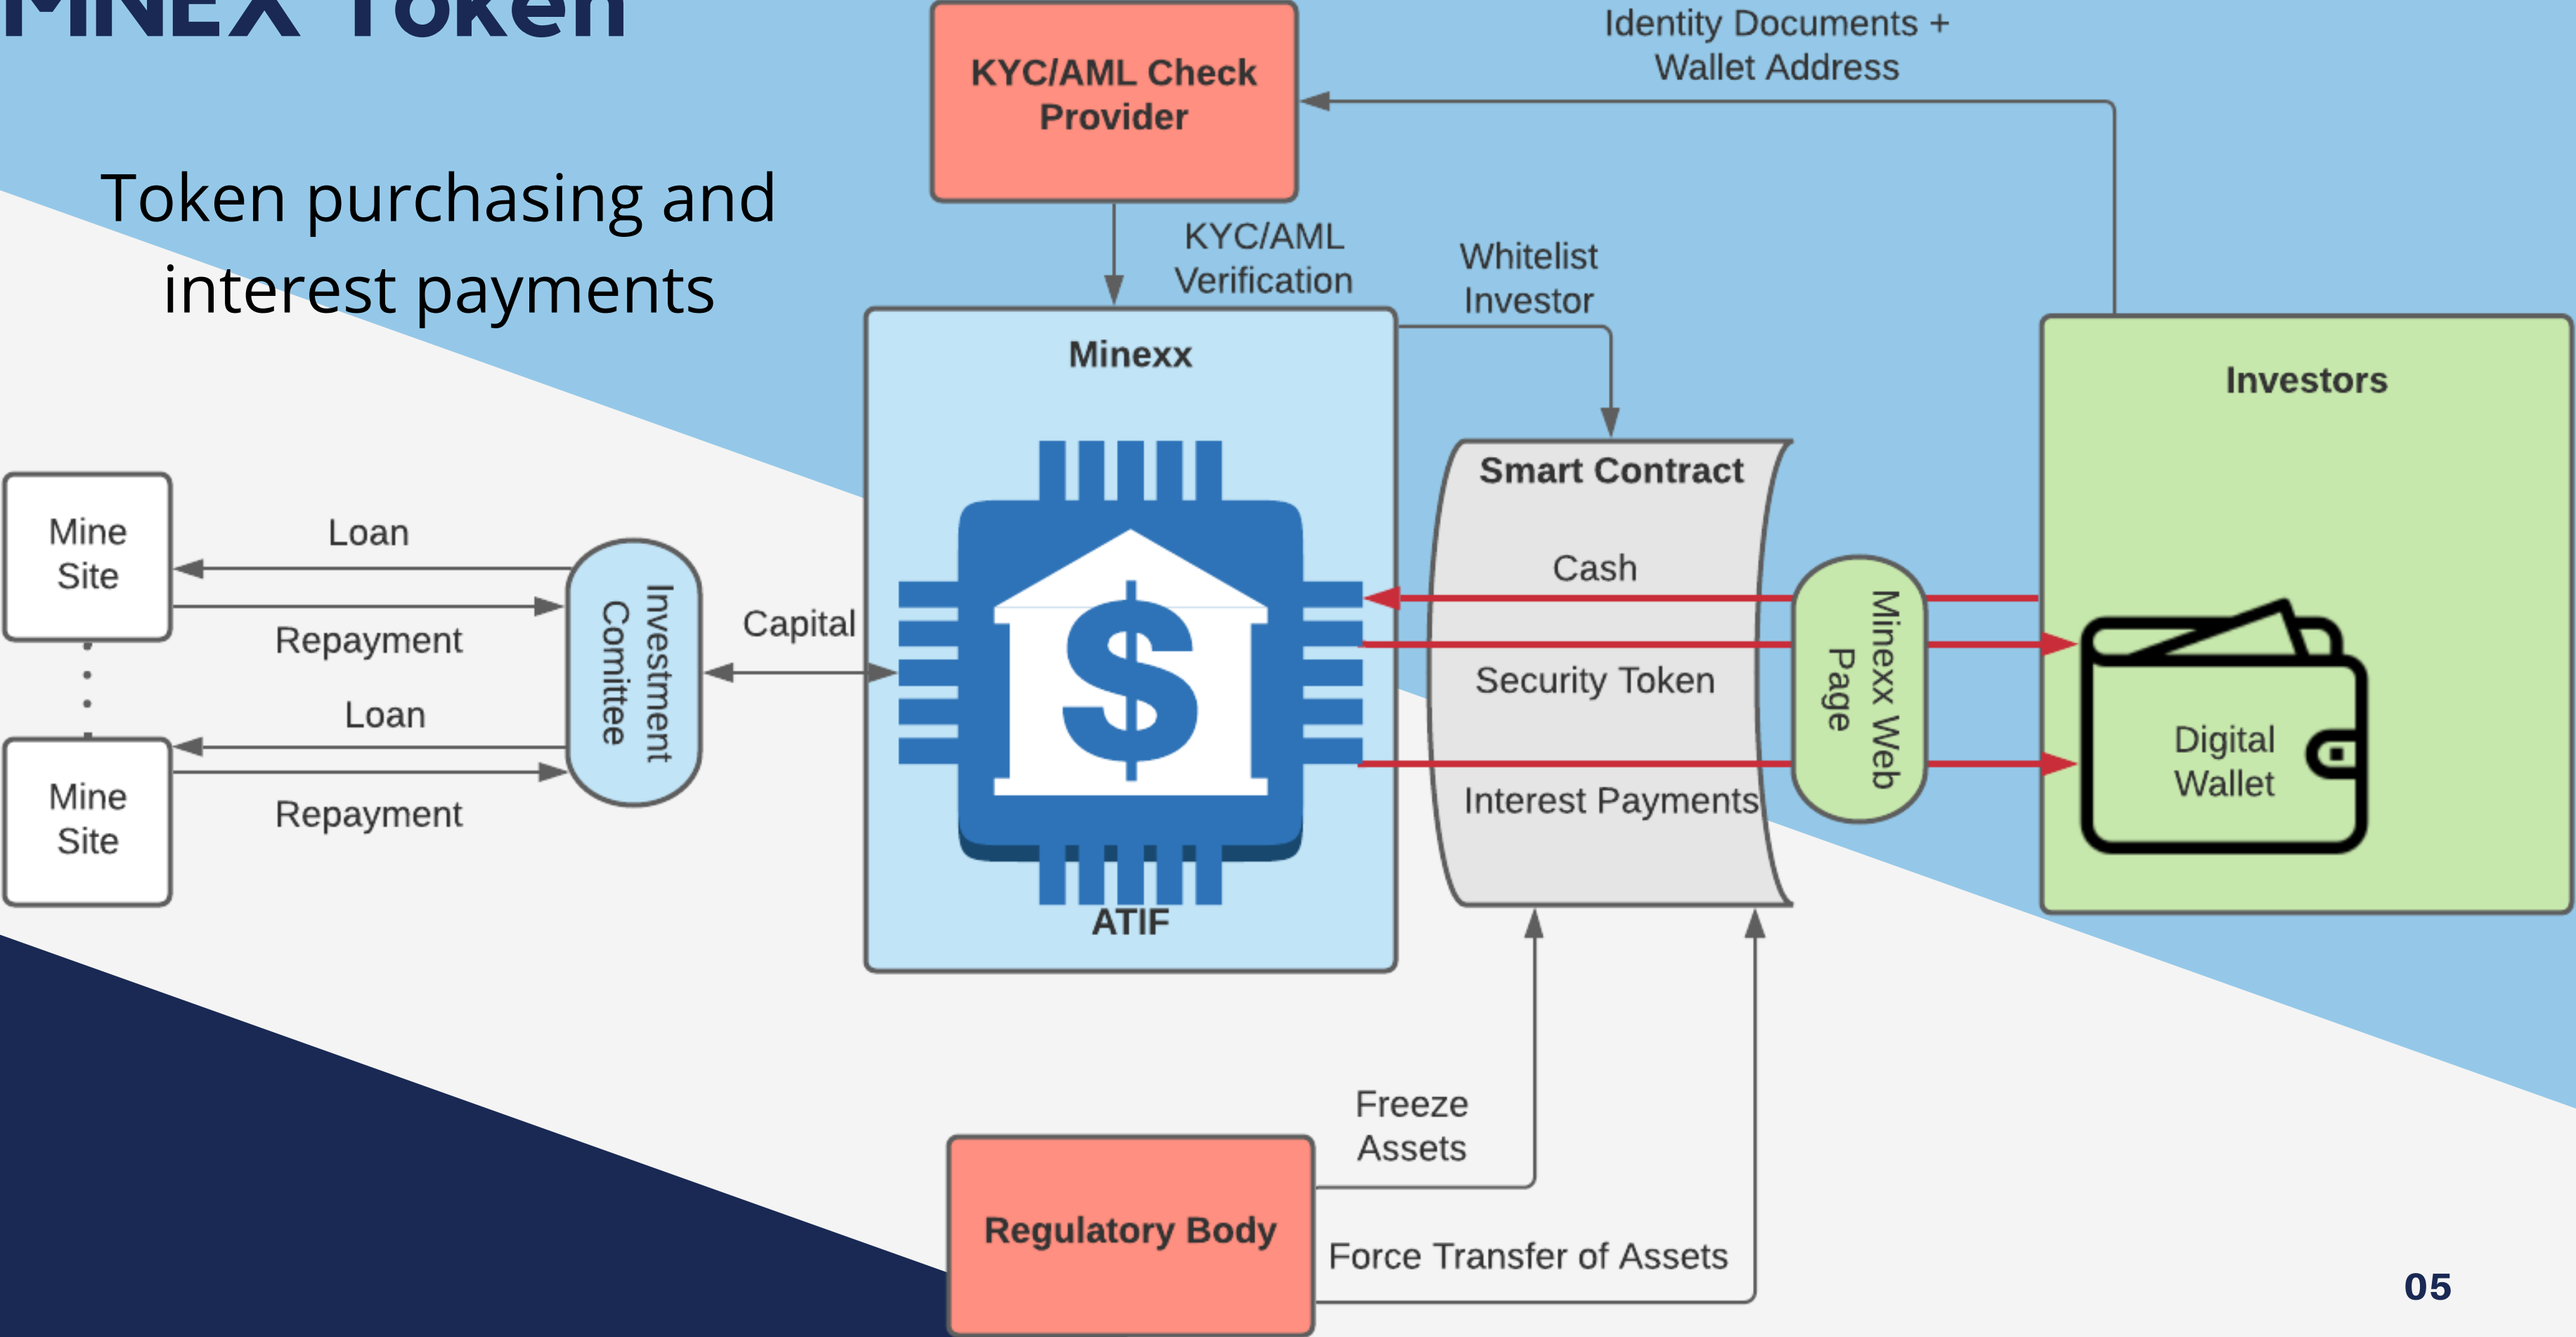 MNEX Token
Token purchasing and
interest payments
KYC/AML Check
Provider
Identity Documents +
Wallet Address
KYC/AML
Verification
Whitelist
Investor
Minexx
ATIF
Smart Contract
Cash
Security Token
Interest Payments
Minexx Web
Page
Investors
Digital
Wallet
Mine
Site
Loan
Repayment
Loan
Repayment
Mine
Site
Investment
Comittee
Capital
Freeze
Assets
Regulatory Body
Force Transfer of Assets
05